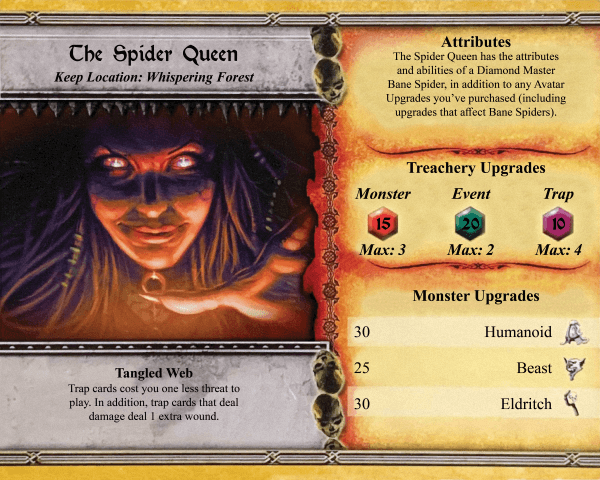 The Spider Queen
Keep Location: Whispering Forest
Tangled Web
Trap cards cost you one less threat to
play. In addition, trap cards that deal
damage deal 1 extra wound.
Attributes
The Spider Queen has the attributes
and abilities of a Diamond Master
Bane Spider, in addition to any Avatar
Upgrades you've purchased (including
upgrades that affect Bane Spiders).
Treachery Upgrades
Monster Event Trap
15 20 10
Max: 3 Max: 2 Max: 4
Monster Upgrades
30 Humanoid
25 Beast
30 Eldritch